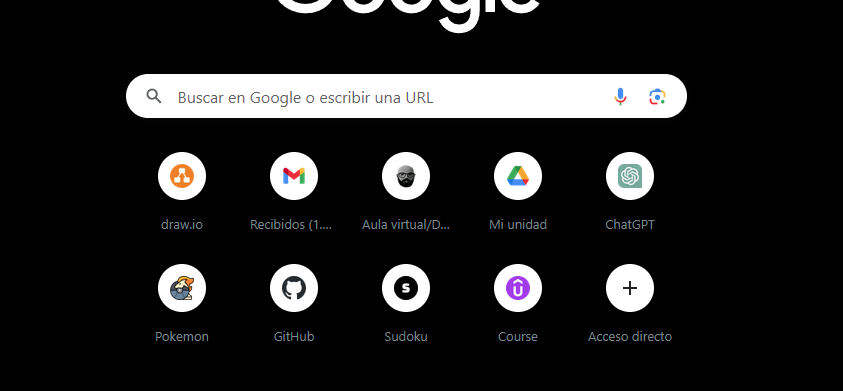 Google
Buscar en Google o escribir una URL
draw.io
Recibidos (1....
Aula virtual/D...
Mi unidad
ChatGPT
Pokemon
GitHub
Sudoku
Course
Acceso directo